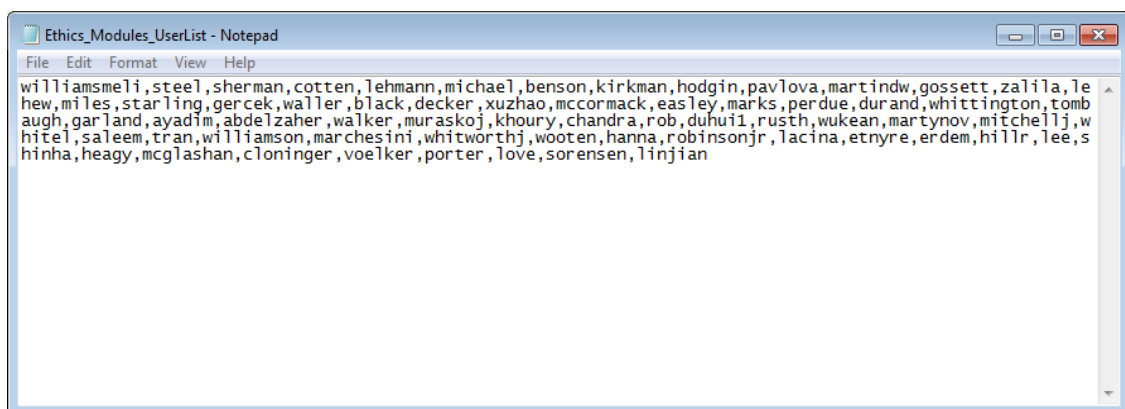 Ethics_Modules_UserList - Notepad
File Edit Format View Help
williamsmeli,steel,sherman,cotten,lehmann,michael,benson,kirkman,hodgin,pavlova,martindw,gossett,zalila,le
hew,miles,starling,gercek,waller,black,decker,xuzhao,mccormack,easley,marks,perdue,durand,whittington,tomb
augh,garland,ayadim,abdelzaher,walker,muraskoj,khoury,chandra,rob,duhui1,rusth,wukean,martynov,mitchellj,w
hitel,saleem,tran,williamson,marchesini,whitworthj,wooten,hanna,robinsonjr,lacina,etnyre,erdem,hillr,lee,s
hinha,heagy,mcglashan,cloninger,voelker,porter,love,sorensen,linjian